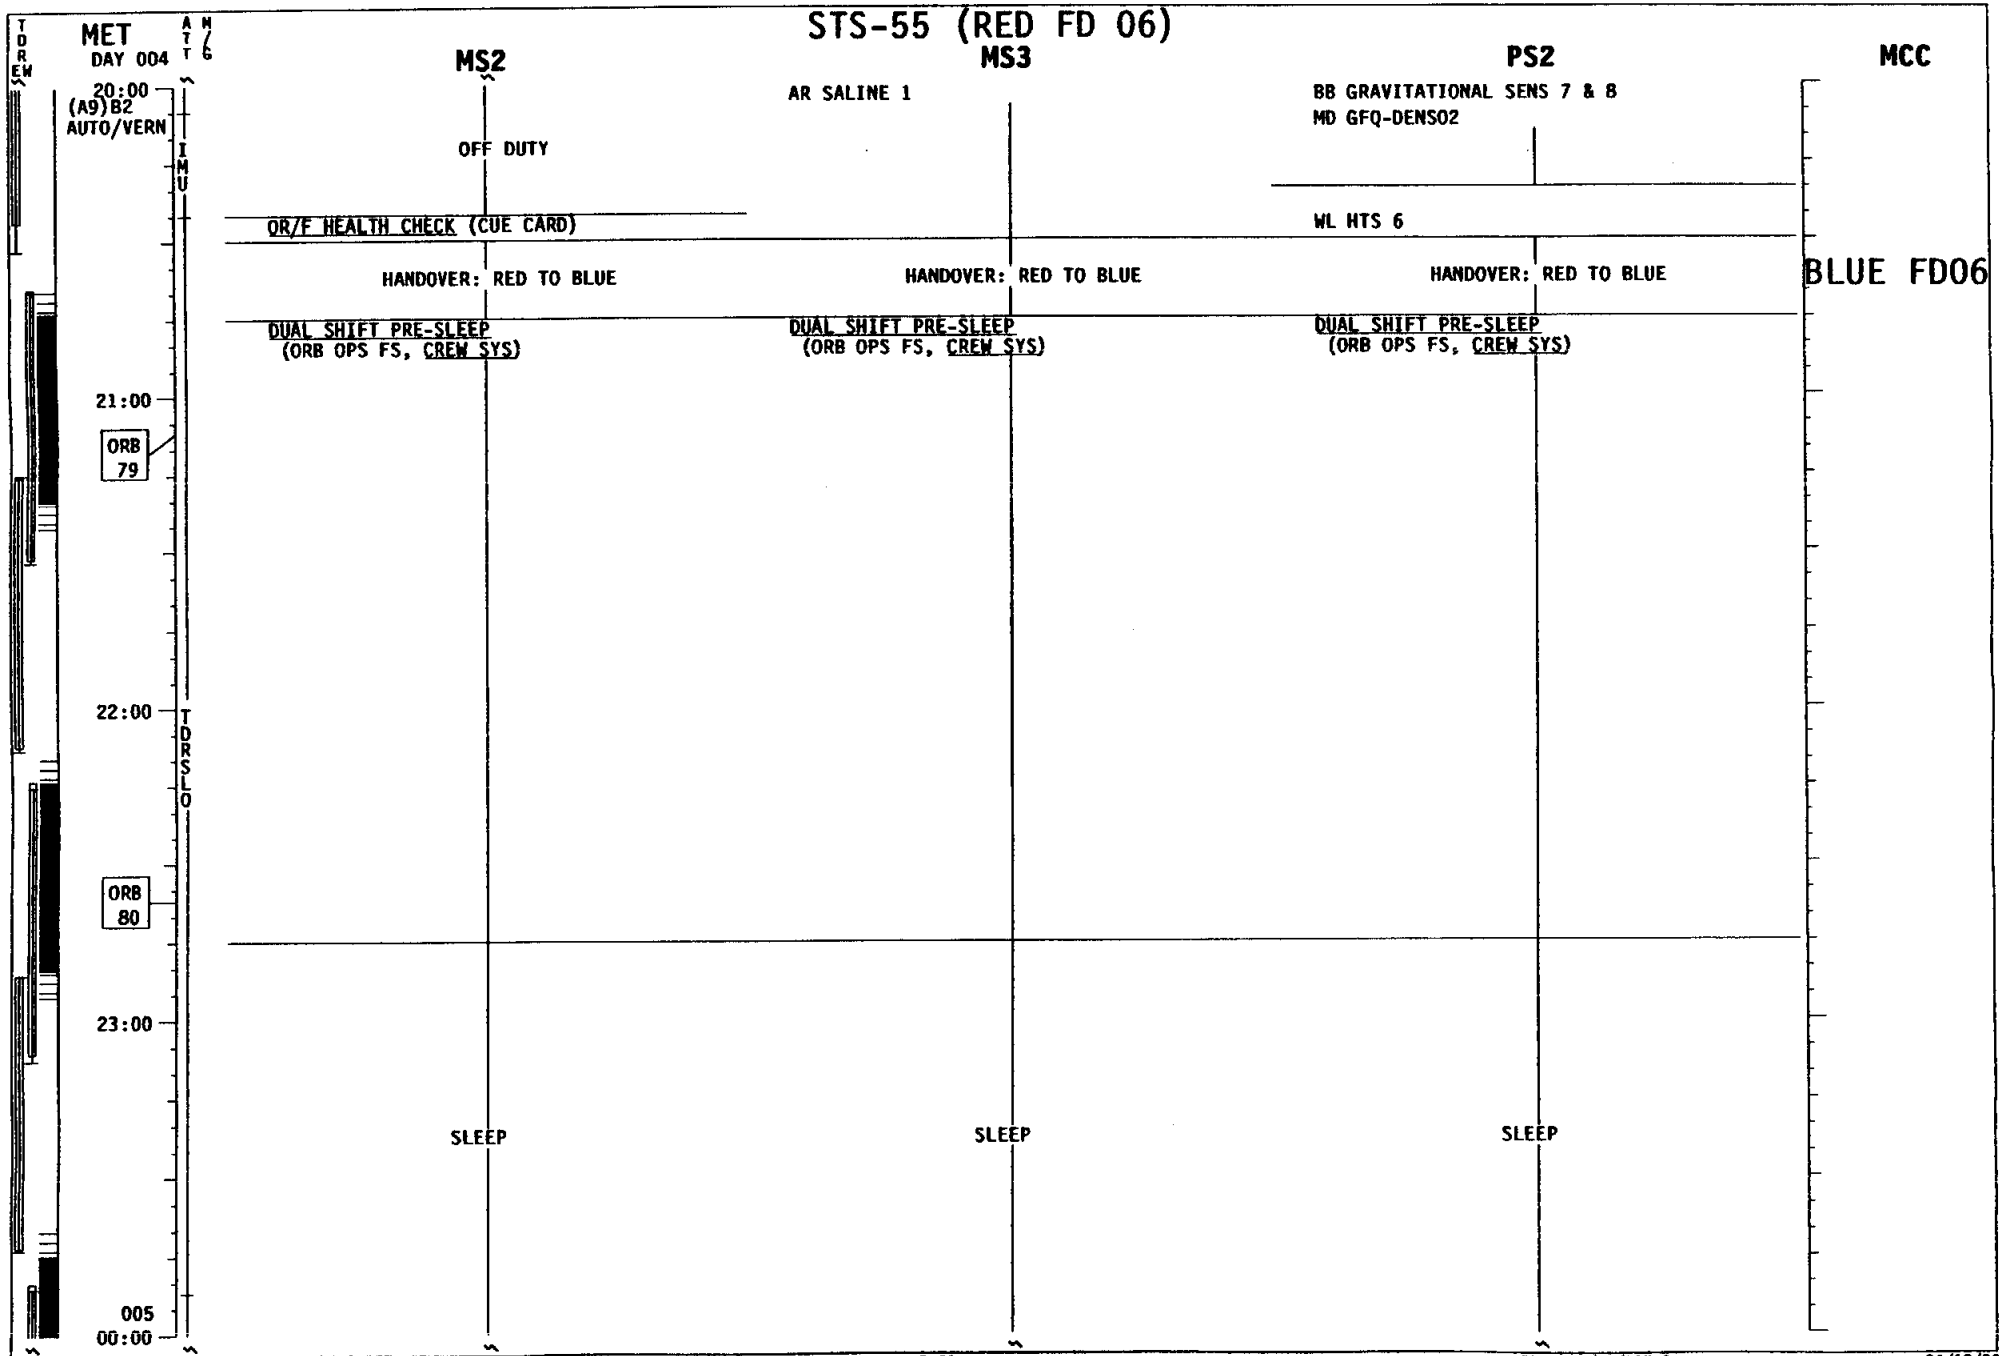 STS-55 (RED FD 06)
TDR
E W
MET
DAY 004
ATT
M/G
MS2
MS3
PS2
MCC
20:00
(A9)B2
AUTO/VERN
IMU
AR SALINE 1
BB GRAVITATIONAL SENS 7 & 8
MD GFQ-DENSO2
OFF DUTY
OR/F HEALTH CHECK (CUE CARD)
WL HTS 6
HANDOVER: RED TO BLUE
HANDOVER: RED TO BLUE
HANDOVER: RED TO BLUE
BLUE FD06
DUAL SHIFT PRE-SLEEP
(ORB OPS FS, CREW SYS)
DUAL SHIFT PRE-SLEEP
(ORB OPS FS, CREW SYS)
DUAL SHIFT PRE-SLEEP
(ORB OPS FS, CREW SYS)
21:00
ORB
79
22:00
TDRSLO
ORB
80
23:00
SLEEP
SLEEP
SLEEP
005
00:00